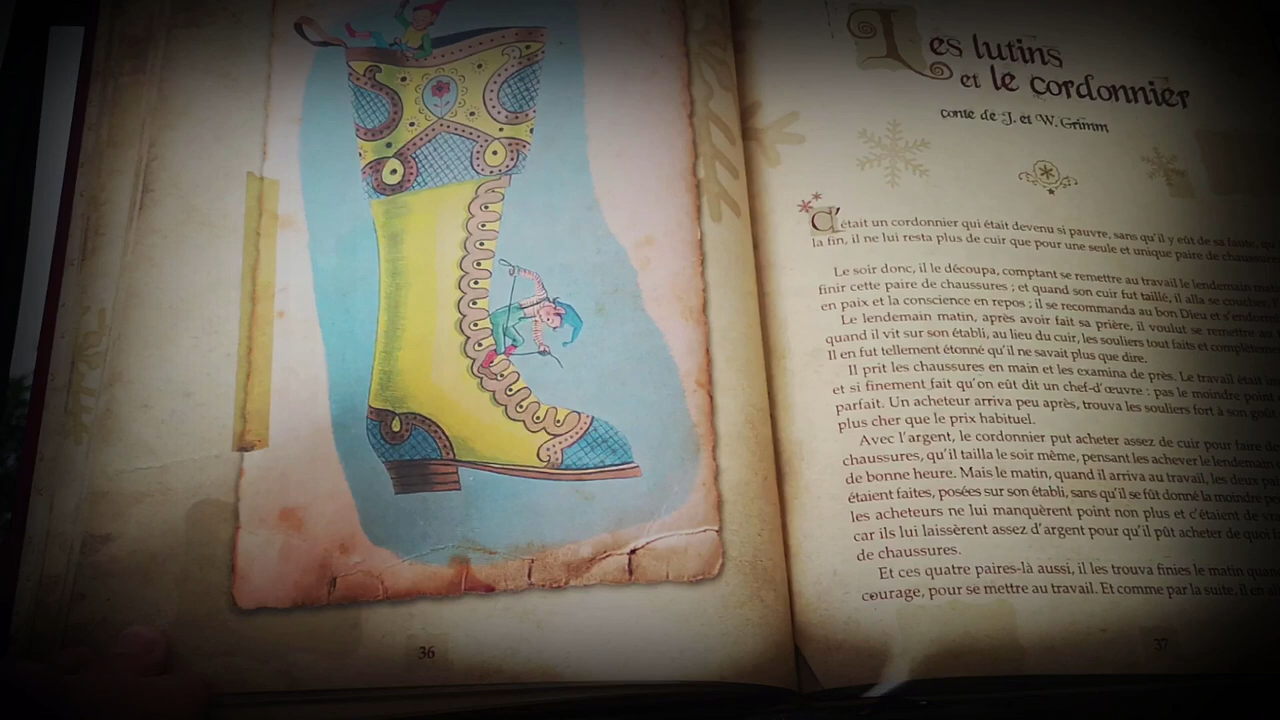 Les lutins
et le cordonnier
conte de J. et W. Grimm
C'était un cordonnier qui était devenu si pauvre, sans qu'il y eût de sa faute, qu'à
la fin, il ne lui resta plus de cuir que pour une seule et unique paire de chaussures.
Le soir donc, il le découpa, comptant se remettre au travail le lendemain
finir cette paire de chaussures ; et quand son cuir fut taillé, il alla se coucher,
en paix et la conscience en repos ; il se recommanda au bon Dieu et s'endormit
Le lendemain matin, après avoir fait sa prière, il voulut se remettre au
quand il vit sur son établi, au lieu du cuir, les souliers tout faits et complètement
Il en fut tellement étonné qu'il ne savait plus que dire.
Il prit les chaussures en main et les examina de près. Le travail était
et si finement fait qu'on eût dit un chef-d'œuvre : pas le moindre point
parfait. Un acheteur arriva peu après, trouva les souliers fort à son goût
plus cher que le prix habituel.
Avec l'argent, le cordonnier put acheter assez de cuir pour faire de
chaussures, qu'il tailla le soir même, pensant les achever le lendemain
de bonne heure. Mais le matin, quand il arriva au travail, les deux
étaient faites, posées sur son établi, sans qu'il se fût donné la moindre
les acheteurs ne lui manquèrent point non plus et c'étaient de
car ils lui laissèrent assez d'argent pour qu'il pût acheter de quoi
de chaussures.
Et ces quatre paires-là aussi, il les trouva finies le matin quand
courage, pour se mettre au travail. Et comme par la suite, il en
36
37